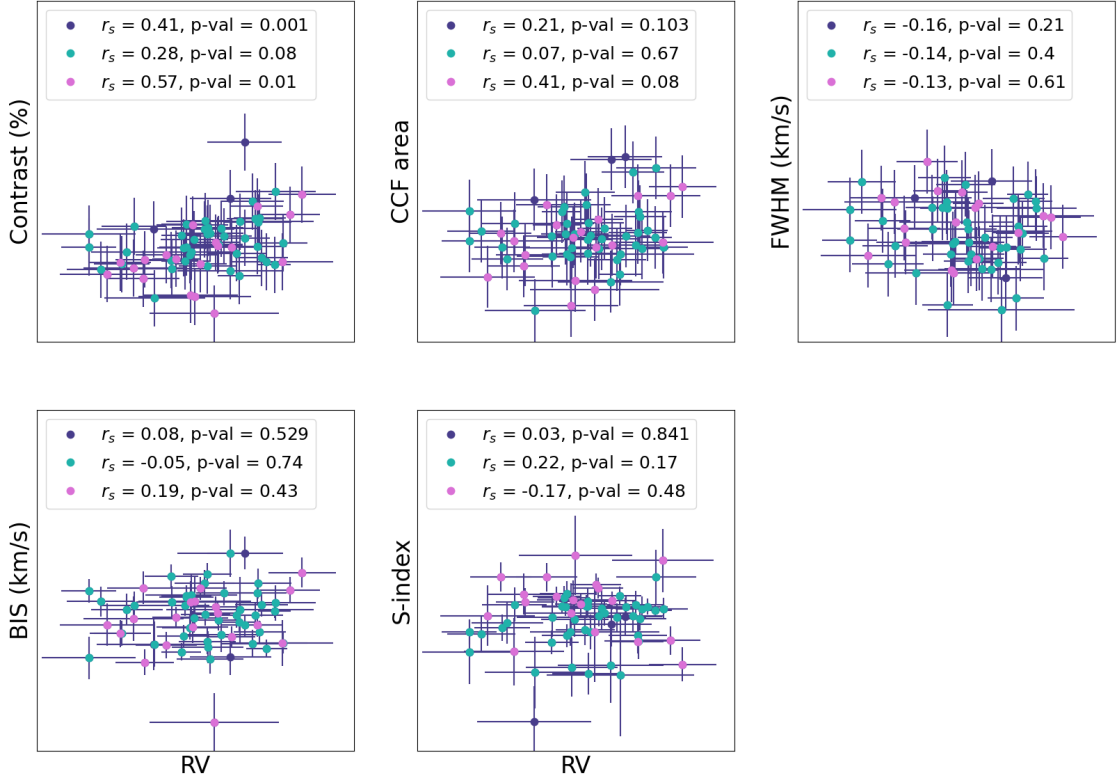 Contrast (%)
r_s = 0.41, p-val = 0.001
r_s = 0.28, p-val = 0.08
r_s = 0.57, p-val = 0.01
CCF area
r_s = 0.21, p-val = 0.103
r_s = 0.07, p-val = 0.67
r_s = 0.41, p-val = 0.08
FWHM (km/s)
r_s = -0.16, p-val = 0.21
r_s = -0.14, p-val = 0.4
r_s = -0.13, p-val = 0.61
BIS (km/s)
r_s = 0.08, p-val = 0.529
r_s = -0.05, p-val = 0.74
r_s = 0.19, p-val = 0.43
RV
S-index
r_s = 0.03, p-val = 0.841
r_s = 0.22, p-val = 0.17
r_s = -0.17, p-val = 0.48
RV